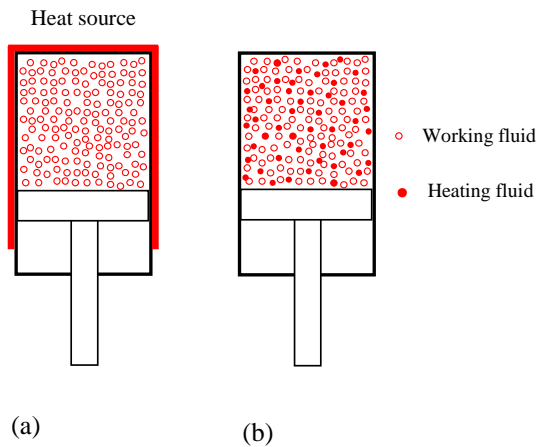 Heat source
Working fluid
Heating fluid
(a)
(b)